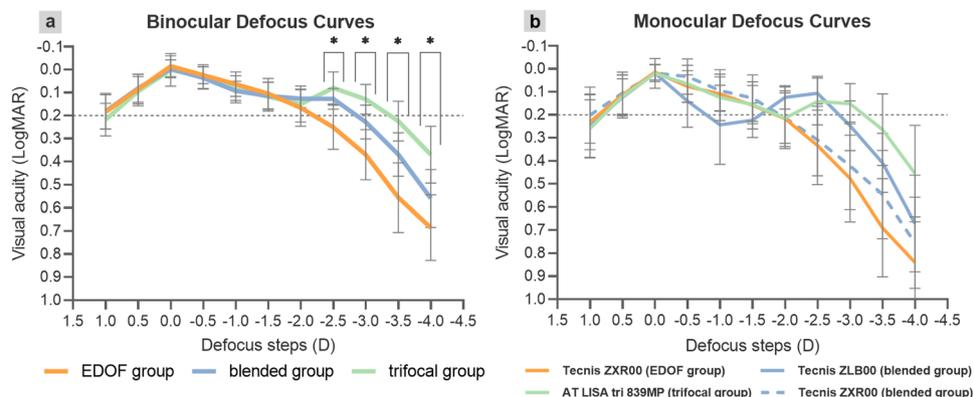 a
Binocular Defocus Curves
* * * *
Visual acuity (LogMAR)
-0.1
0.0
0.1
0.2
0.3
0.4
0.5
0.6
0.7
0.8
0.9
1.0
1.5 1.0 0.5 0.0 -0.5 -1.0 -1.5 -2.0 -2.5 -3.0 -3.5 -4.0 -4.5
Defocus steps (D)
EDOF group blended group trifocal group
b
Monocular Defocus Curves
Visual acuity (LogMAR)
-0.1
0.0
0.1
0.2
0.3
0.4
0.5
0.6
0.7
0.8
0.9
1.0
1.5 1.0 0.5 0.0 -0.5 -1.0 -1.5 -2.0 -2.5 -3.0 -3.5 -4.0 -4.5
Defocus steps (D)
Tecnis ZXR00 (EDOF group) Tecnis ZLB00 (blended group)
AT LISA tri 839MP (trifocal group) Tecnis ZXR00 (blended group)